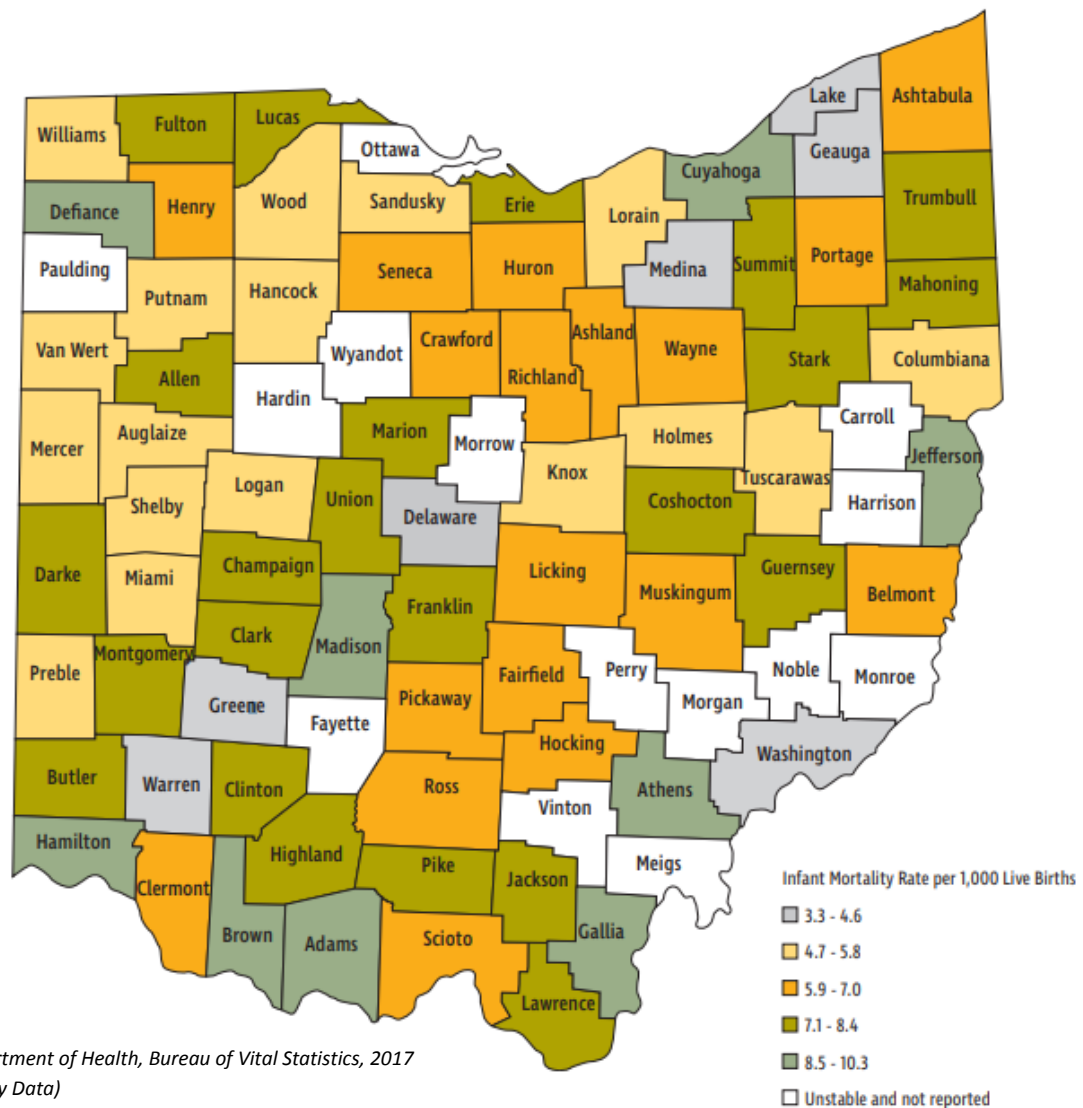 Lake
Ashtabula
Williams
Fulton
Lucas
Ottawa
Geauga
Cuyahoga
Defiance
Henry
Wood
Sandusky
Erie
Lorain
Trumbull
Paulding
Seneca
Huron
Medina
Summit
Portage
Mahoning
Putnam
Hancock
Van Wert
Wyandot
Crawford
Ashland
Wayne
Stark
Columbiana
Allen
Richland
Hardin
Carroll
Mercer
Auglaize
Marion
Morrow
Holmes
Jefferson
Logan
Knox
Tuscarawas
Shelby
Union
Delaware
Coshocton
Harrison
Darke
Miami
Champaign
Licking
Muskingum
Guernsey
Belmont
Franklin
Clark
Madison
Montgomery
Preble
Fairfield
Perry
Noble
Monroe
Greene
Fayette
Pickaway
Morgan
Hocking
Washington
Butler
Warren
Clinton
Ross
Vinton
Athens
Hamilton
Highland
Pike
Jackson
Meigs
Clermont
Brown
Adams
Scioto
Gallia
Lawrence
Infant Mortality Rate per 1,000 Live Births
3.3 - 4.6
4.7 - 5.8
5.9 - 7.0
7.1 - 8.4
8.5 - 10.3
Unstable and not reported
rtment of Health, Bureau of Vital Statistics, 2017
y Data)